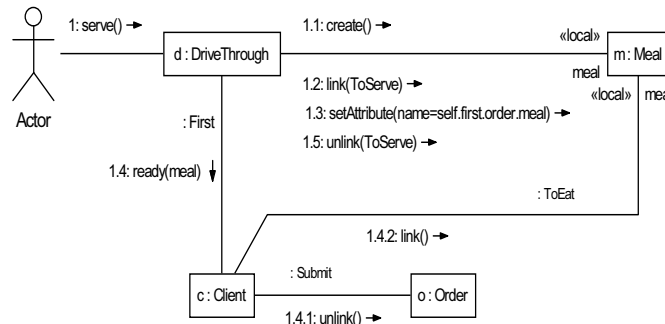 1: serve() →
1.1: create() →
«local»
d : DriveThrough
m : Meal
meal
1.2: link(ToServe) →
«local»
mea
: First
1.3: setAttribute(name=self.first.order.meal) →
Actor
1.5: unlink(ToServe) →
1.4: ready(meal) ↓
: ToEat
1.4.2: link() →
: Submit
c : Client
o : Order
1.4.1: unlink() →